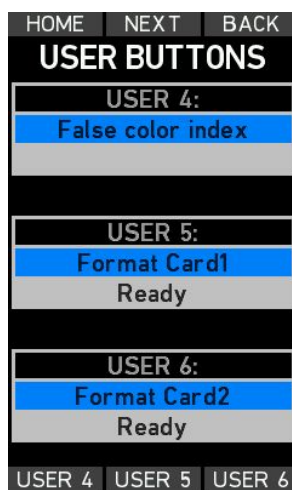 HOME NEXT BACK
USER BUTTONS
USER 4:
False color index
USER 5:
Format Card1
Ready
USER 6:
Format Card2
Ready
USER 4 USER 5 USER 6